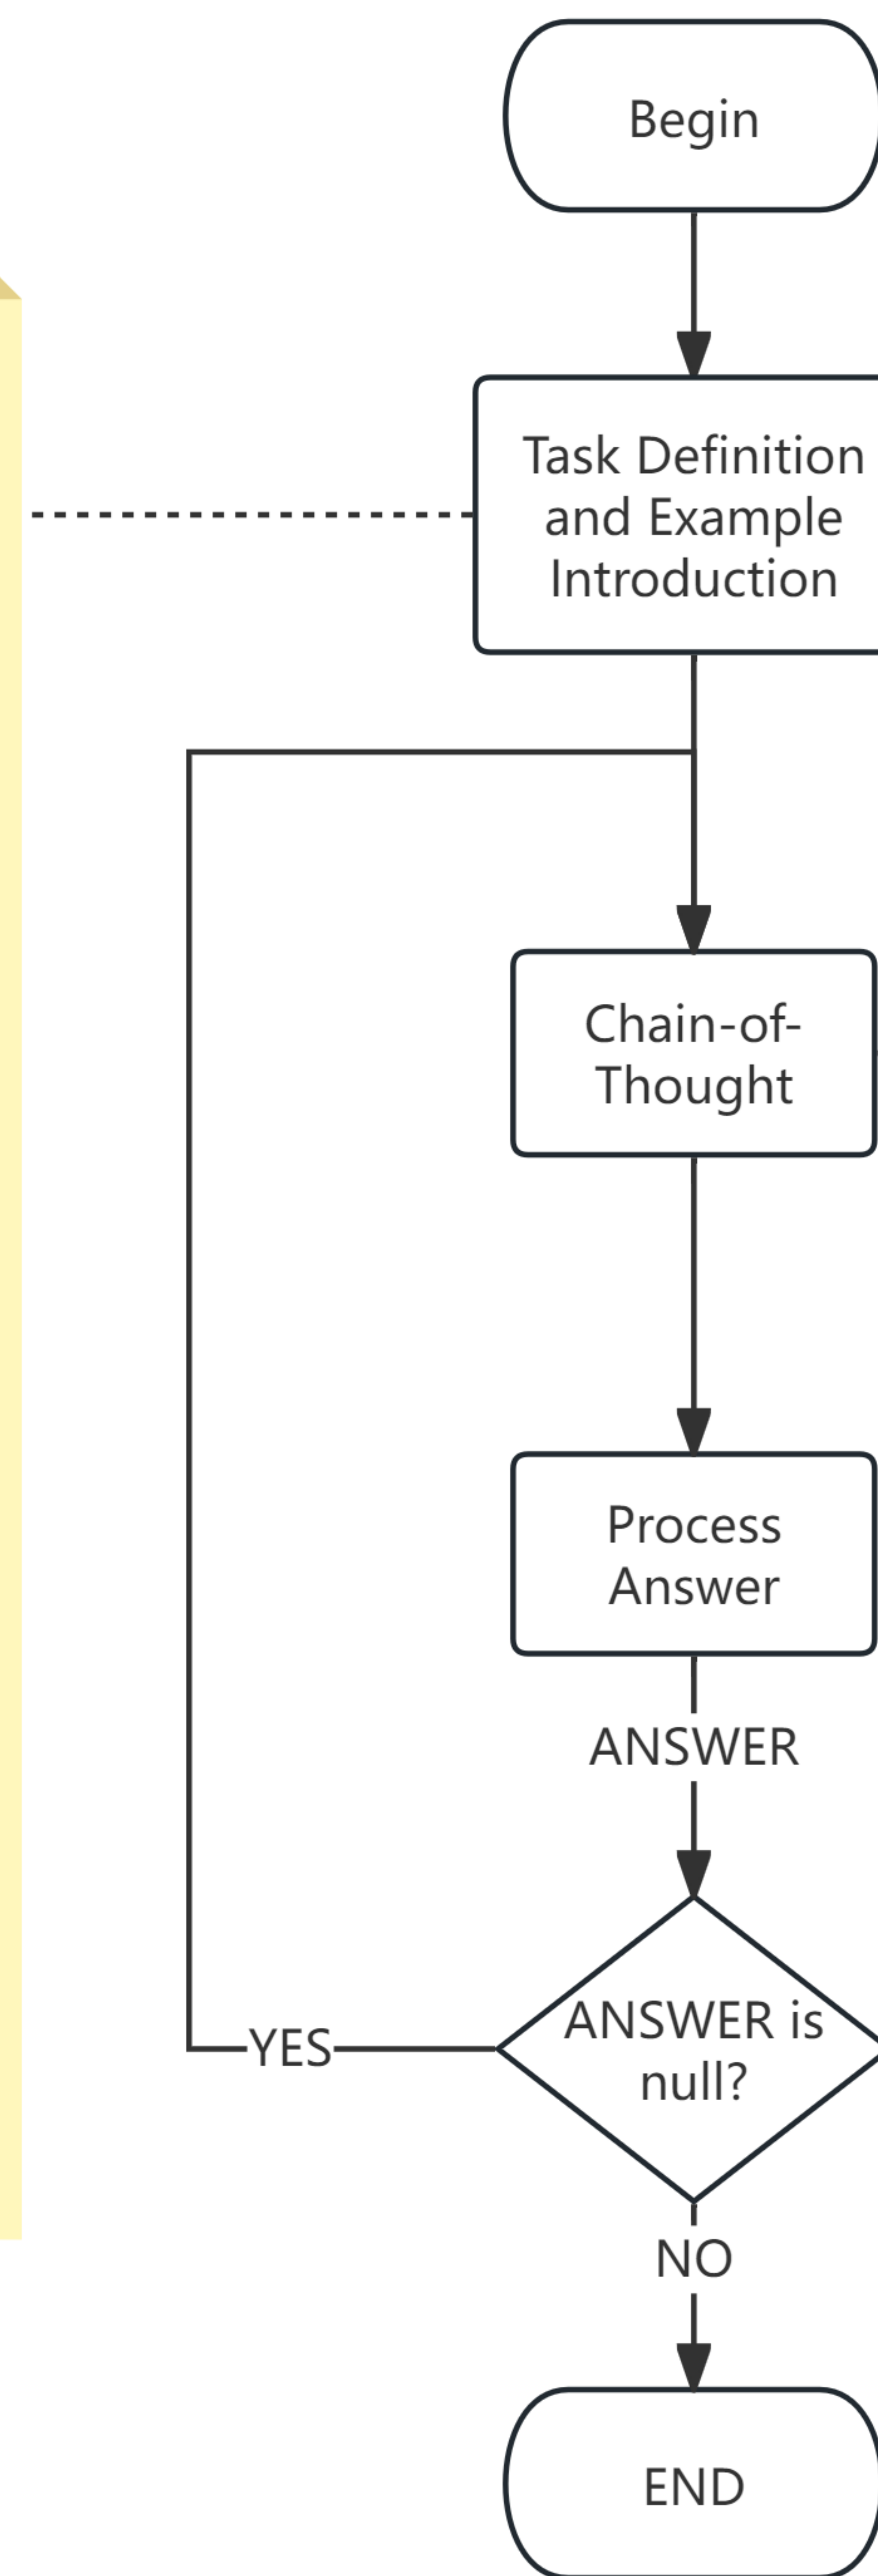 Begin
Task Definition
and Example
Introduction
Chain-of-
Thought
Process
Answer
ANSWER
ANSWER is
null?
YES
NO
END